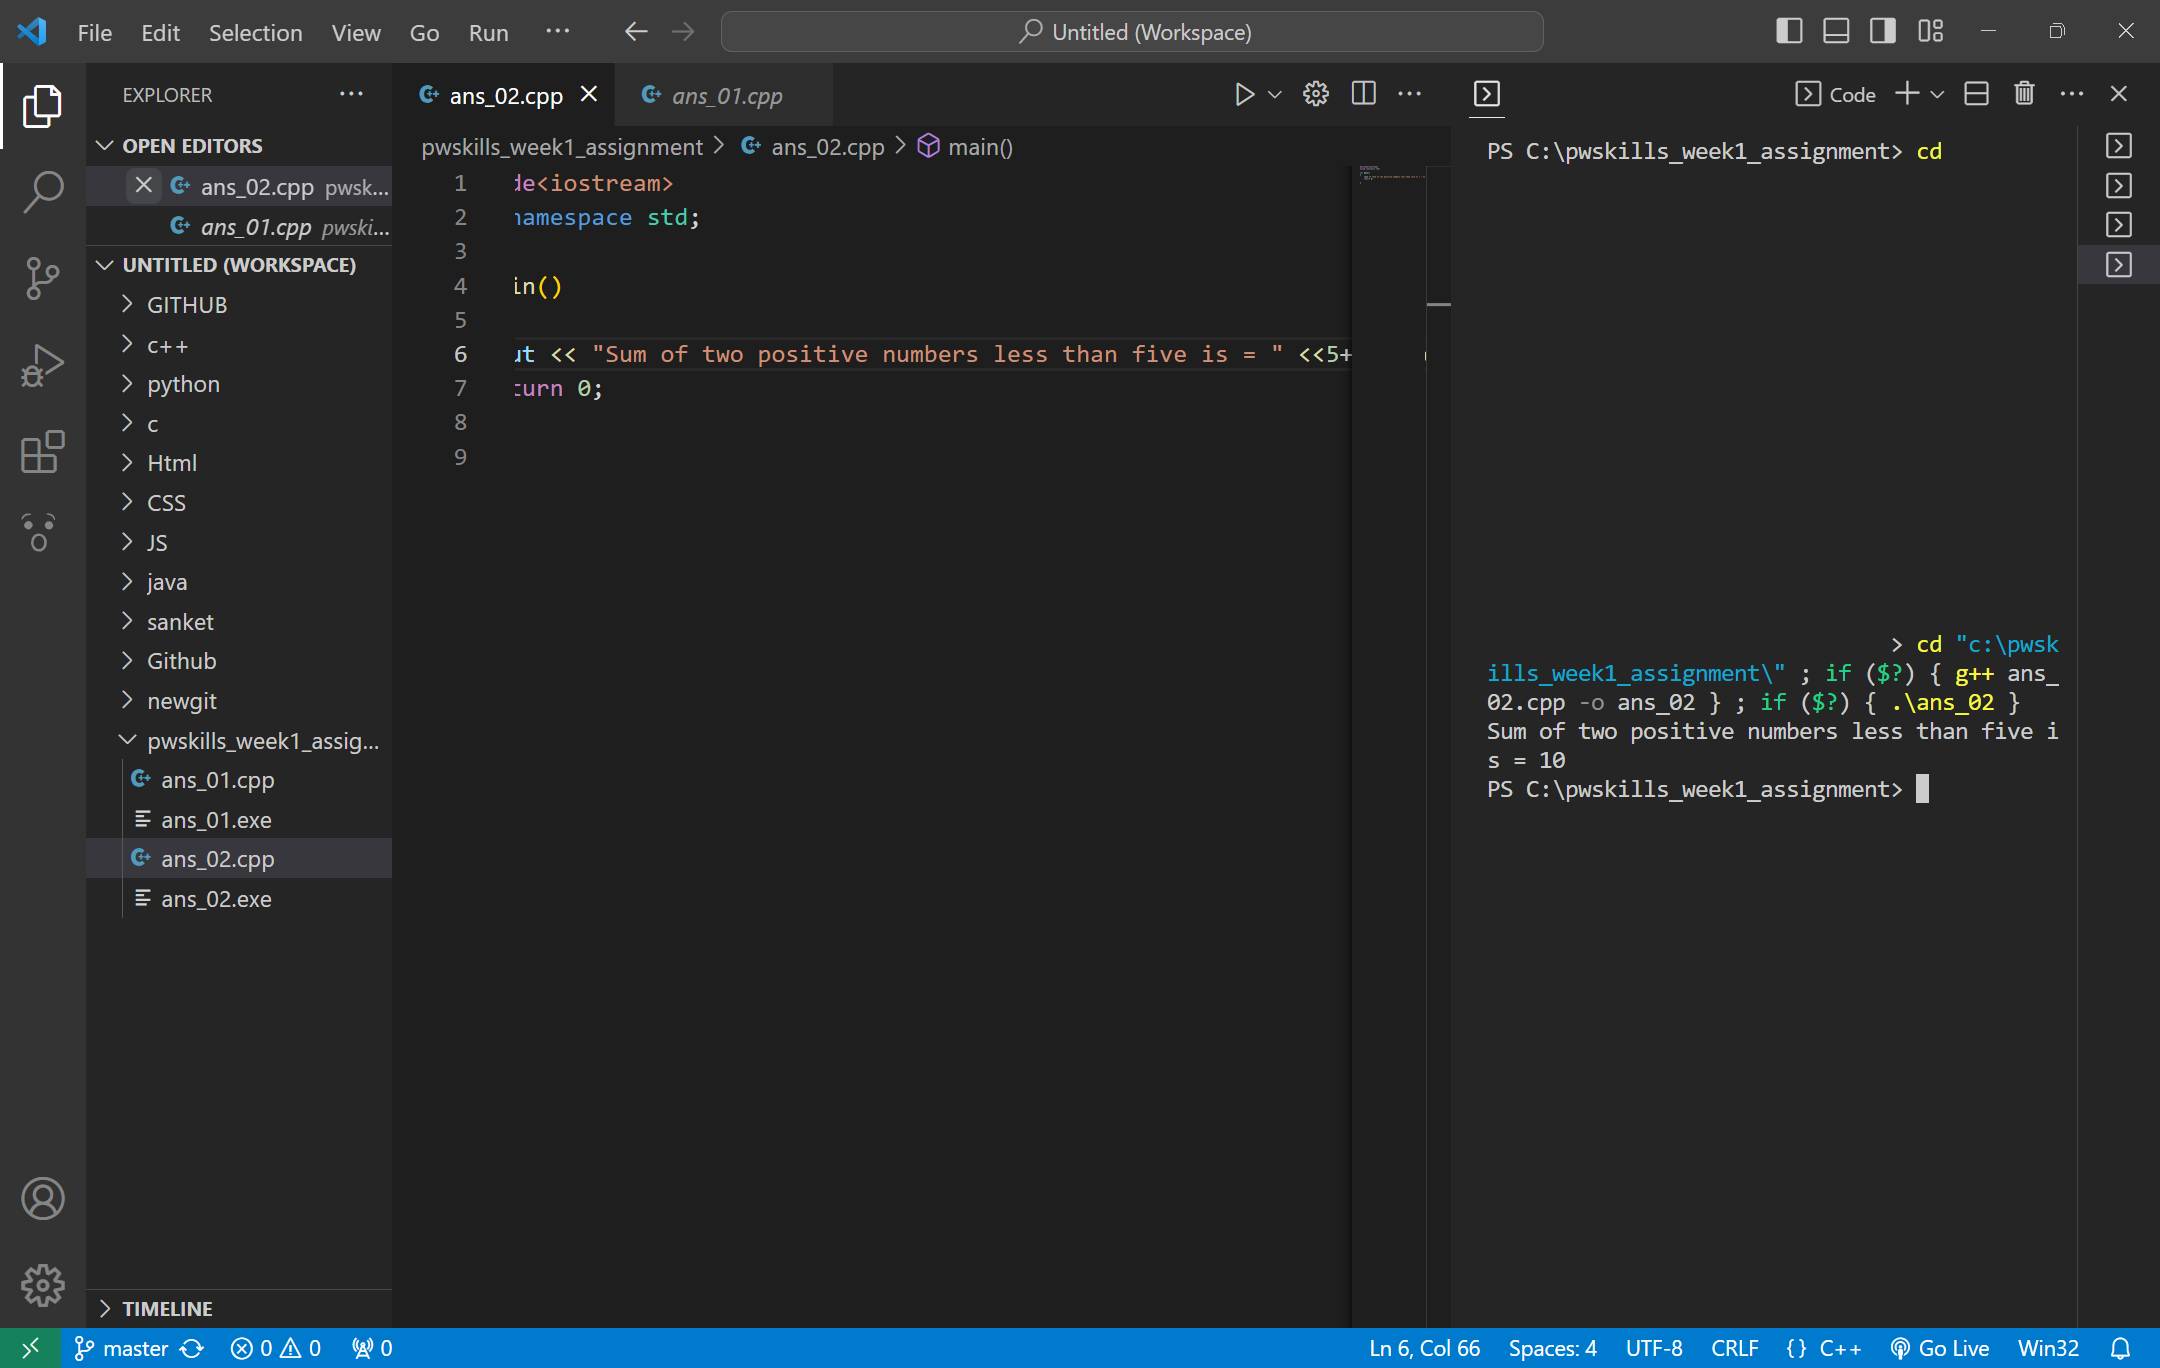 File Edit Selection View Go Run ···
Untitled (Workspace)
EXPLORER
OPEN EDITORS
ans_02.cpp pwsk...
ans_01.cpp pwski...
UNTITLED (WORKSPACE)
GITHUB
c++
python
c
Html
CSS
JS
java
sanket
Github
newgit
pwskills_week1_assig...
ans_01.cpp
ans_01.exe
ans_02.cpp
ans_02.exe
TIMELINE
ans_02.cpp
ans_01.cpp
pwskills_week1_assignment > ans_02.cpp > main()
1 de<iostream>
2 namespace std;
3
4 in()
5
6 ut << "Sum of two positive numbers less than five is = " <<5+
7 turn 0;
8
9
Code
PS C:\pwskills_week1_assignment> cd
> cd "c:\pwsk
ills_week1_assignment\" ; if ($?) { g++ ans_
02.cpp -o ans_02 } ; if ($?) { .\ans_02 }
Sum of two positive numbers less than five i
s = 10
PS C:\pwskills_week1_assignment>
master 0 0 0
Ln 6, Col 66 Spaces: 4 UTF-8 CRLF {} C++ Go Live Win32